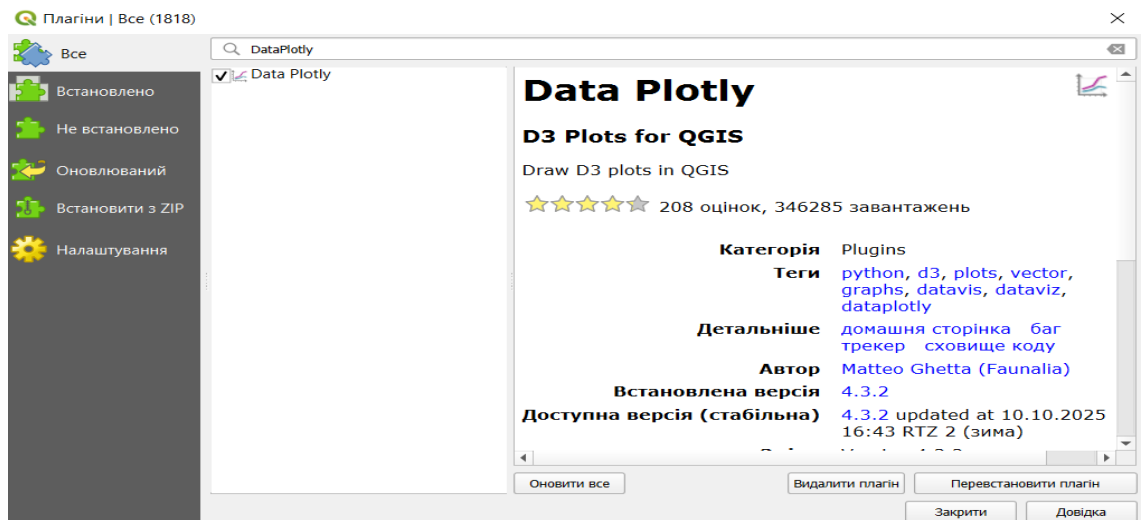 Плагіни | Все (1818)
Все
Встановлено
Не встановлено
Оновлюваний
Встановити з ZIP
Налаштування
DataPlotly
Data Plotly
Data Plotly
D3 Plots for QGIS
Draw D3 plots in QGIS
208 оцінок, 346285 завантажень
Категорія Plugins
Теги python, d3, plots, vector,
graphs, datavis, dataviz,
dataplotly
Детальніше домашня сторінка баг
трекер сховище коду
Автор Matteo Ghetta (Faunalia)
Встановлена версія 4.3.2
Доступна версія (стабільна) 4.3.2 updated at 10.10.2025
16:43 RTZ 2 (зима)
Оновити все
Видалити плагін
Перевстановити плагін
Закрити
Довідка